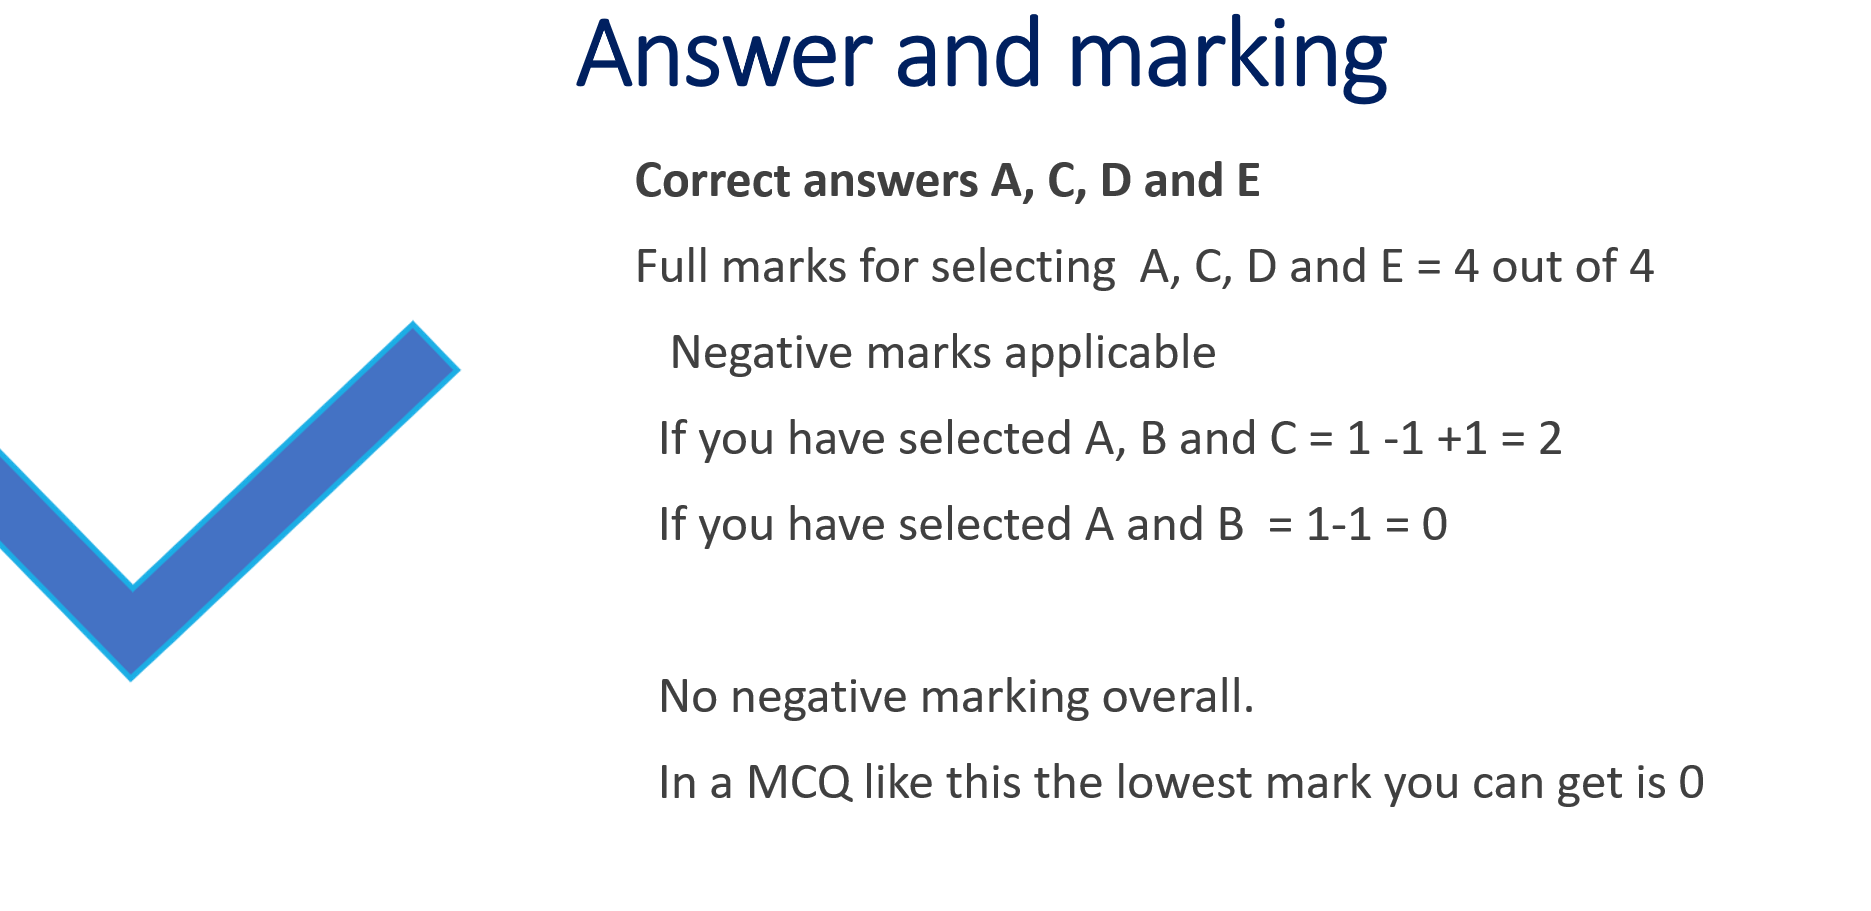 Answer and marking
Correct answers A, C, D and E
Full marks for selecting  A, C, D and E = 4 out of 4
Negative marks applicable
If you have selected A, B and C = 1 -1 +1 = 2
If you have selected A and B  = 1-1 = 0
No negative marking overall.
In a MCQ like this the lowest mark you can get is 0